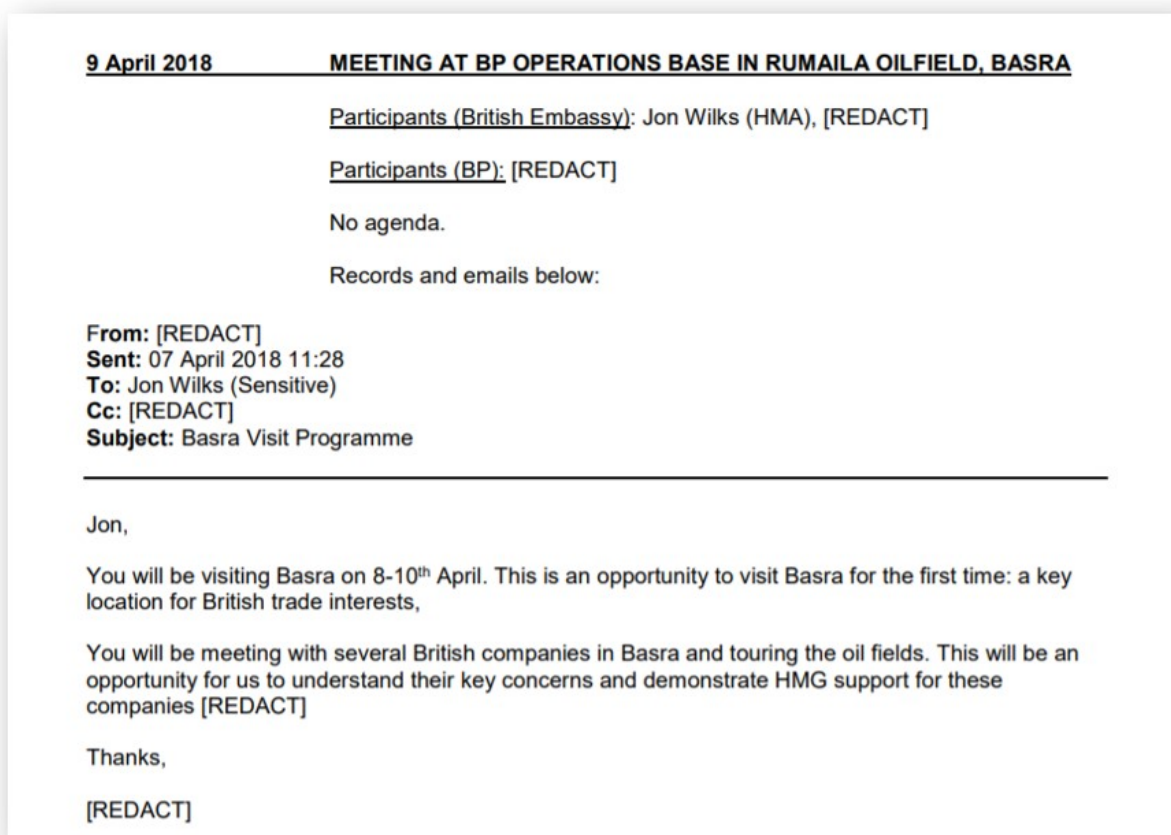 9 April 2018 MEETING AT BP OPERATIONS BASE IN RUMAILA OILFIELD, BASRA
Participants (British Embassy): Jon Wilks (HMA), [REDACT]
Participants (BP): [REDACT]
No agenda.
Records and emails below:
From: [REDACT]
Sent: 07 April 2018 11:28
To: Jon Wilks (Sensitive)
Cc: [REDACT]
Subject: Basra Visit Programme
Jon,
You will be visiting Basra on 8-10th April. This is an opportunity to visit Basra for the first time: a key
location for British trade interests,
You will be meeting with several British companies in Basra and touring the oil fields. This will be an
opportunity for us to understand their key concerns and demonstrate HMG support for these
companies [REDACT]
Thanks,
[REDACT]